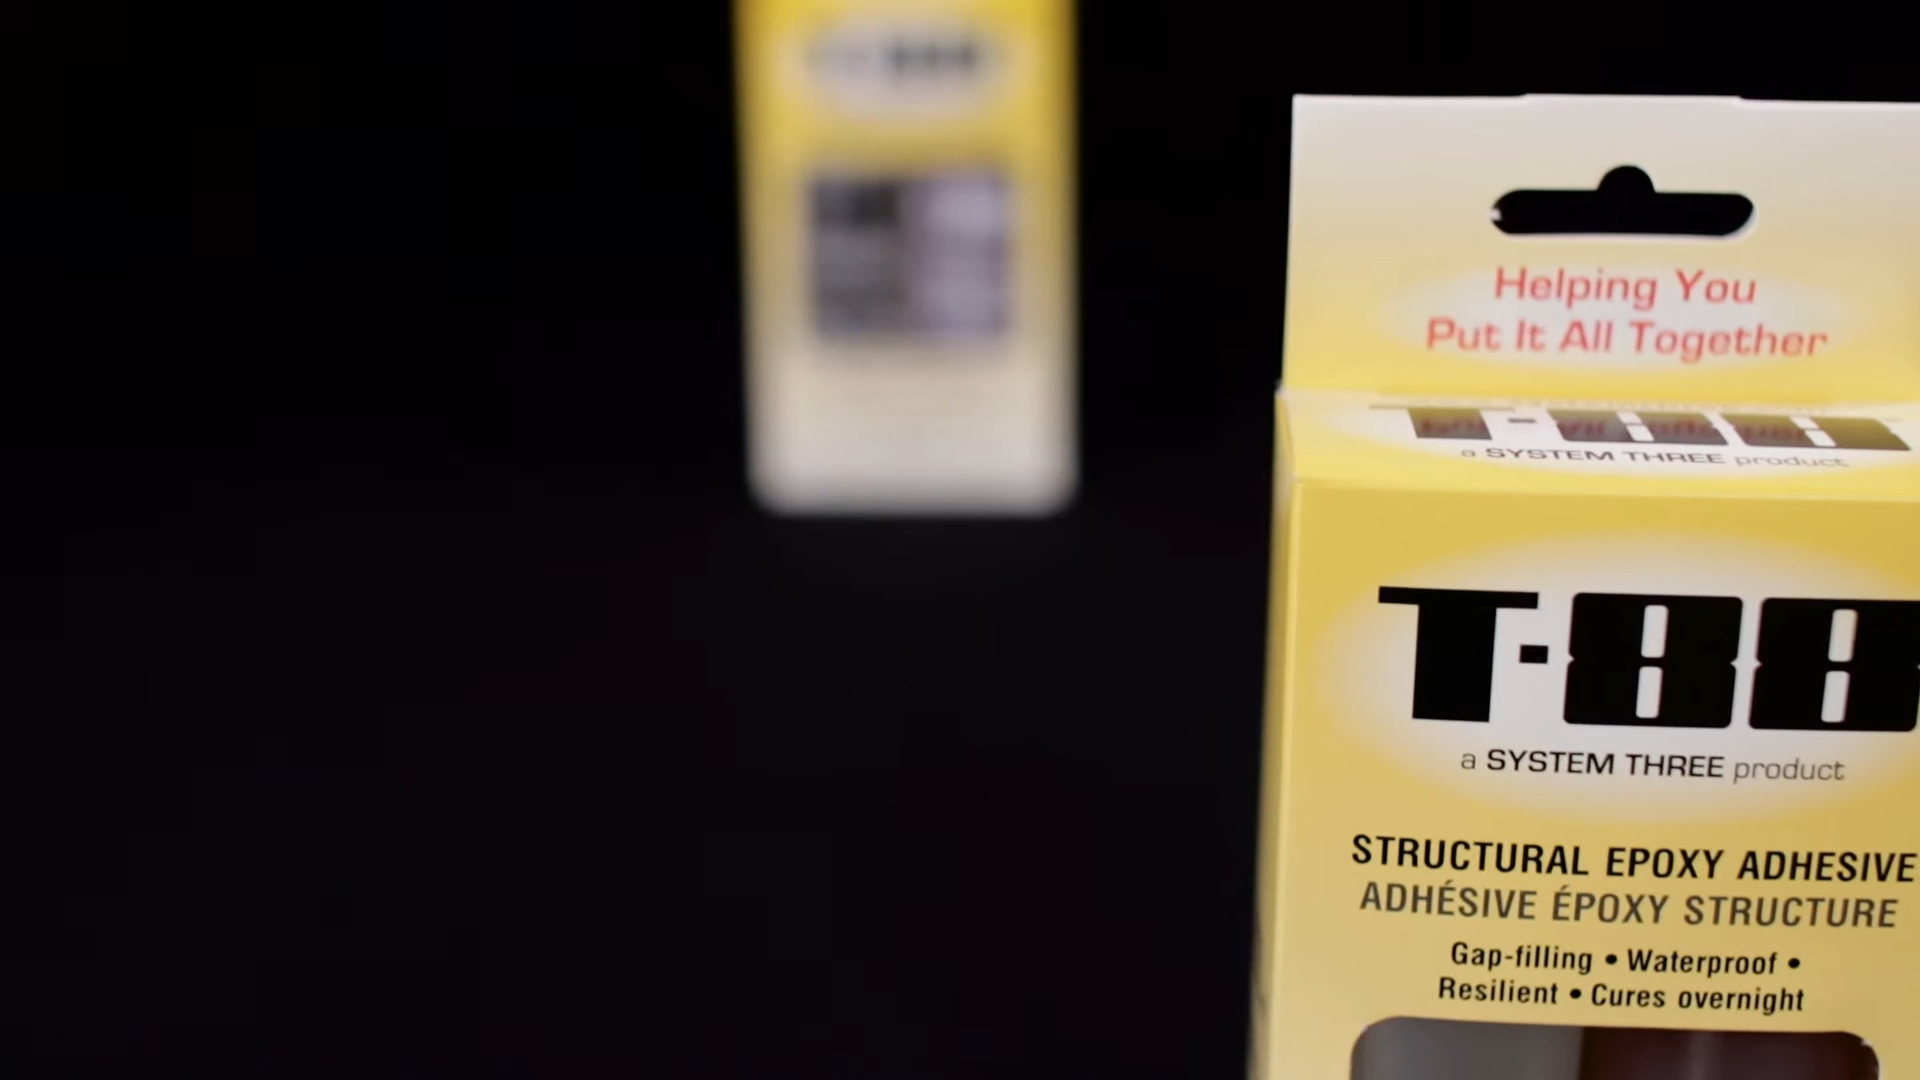 Helping You
Put It All Together
T-88
a SYSTEM THREE product
T-88
a SYSTEM THREE product
STRUCTURAL EPOXY ADHESIVE
ADHÉSIVE ÉPOXY STRUCTURE
Gap-filling • Waterproof •
Resilient • Cures overnight